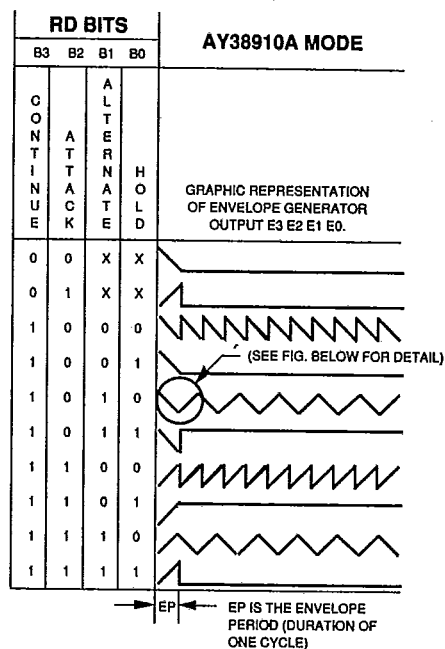 RD BITS
AY38910A MODE
B3 B2 B1 B0
CONTINUE
ATTACK
ALTERNATE
HOLD
GRAPHIC REPRESENTATION
OF ENVELOPE GENERATOR
OUTPUT E3 E2 E1 E0.
0 0 X X
0 1 X X
1 0 0 0
(SEE FIG. BELOW FOR DETAIL)
1 0 0 1
1 0 1 0
1 0 1 1
1 1 0 0
1 1 0 1
1 1 1 0
1 1 1 1
EP
EP IS THE ENVELOPE
PERIOD (DURATION OF
ONE CYCLE)